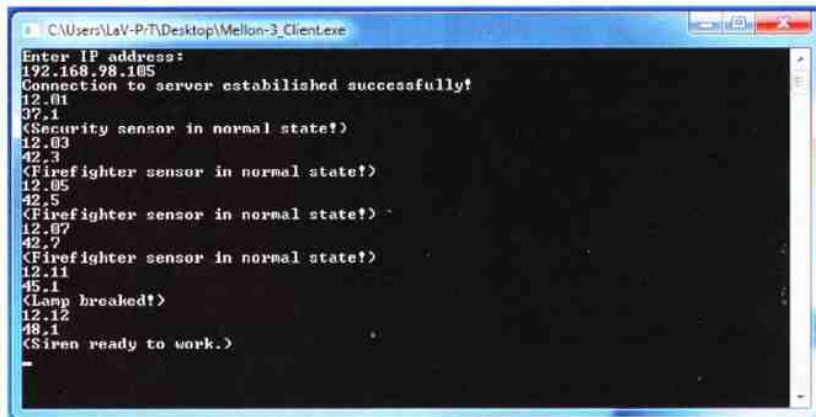 C:\Users\LaV-PrT\Desktop\Mellon-3_Client.exe
Enter IP address:
192.168.98.105
Connection to server estabilished successfully!
12.01
37,1
(Security sensor in normal state!)
12.03
42,3
(Firefighter sensor in normal state!)
12.05
42,5
(Firefighter sensor in normal state!)
12.07
42,7
(Firefighter sensor in normal state!)
12.11
45,1
(Lamp breaked!)
12.12
48,1
(Siren ready to work.)